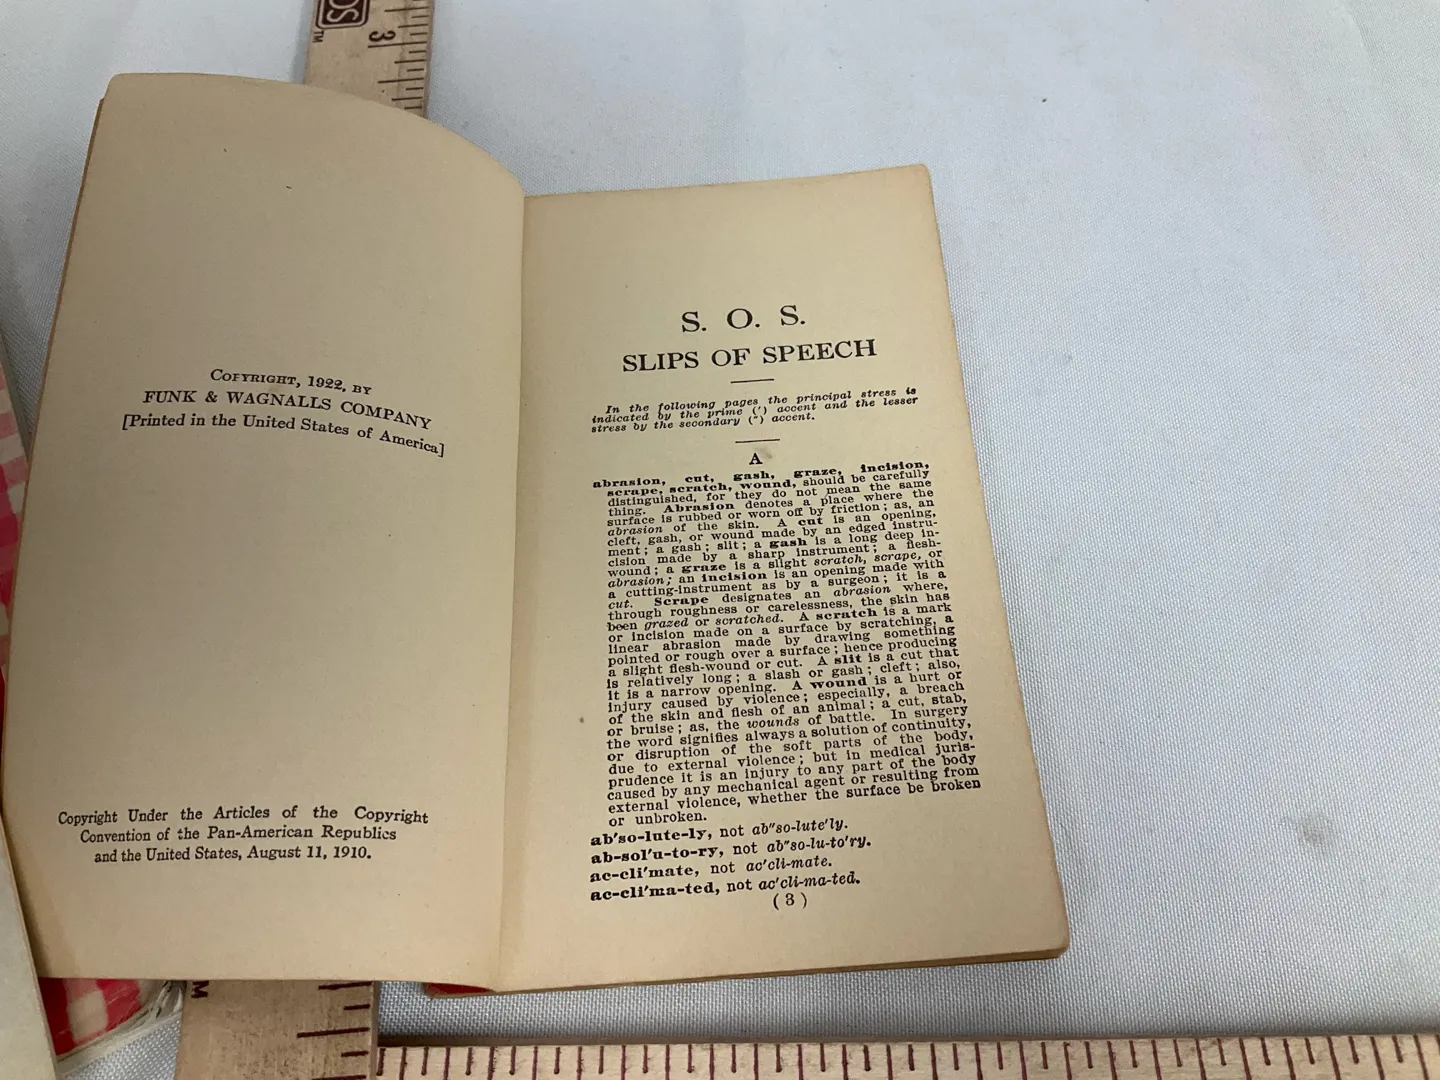 OS
TM
3
COPYRIGHT, 1922, BY
FUNK & WAGNALLS COMPANY
[Printed in the United States of America]
Copyright Under the Articles of the Copyright
Convention of the Pan-American Republics
and the United States, August 11, 1910.
S. O. S.
SLIPS OF SPEECH
In the following pages the principal stress is
indicated by the prime (′) accent and the lesser
stress by the secondary (″) accent.
A
abrasion, cut, gash, graze, incision,
scrape, scratch, wound, should be carefully
distinguished, for they do not mean the same
thing. Abrasion denotes a place where the
surface is rubbed or worn off by friction; as, an
abrasion of the skin. A cut is an opening,
cleft, gash, or wound made by an edged instru-
ment; a gash; slit; a gash is a long deep in-
cision made by a sharp instrument; a flesh-
wound; a graze is a slight scratch, scrape, or
abrasion; an incision is an opening made with
a cutting-instrument as by a surgeon; it is a
cut. Scrape designates an abrasion where,
through roughness or carelessness, the skin has
been grazed or scratched. A scratch is a mark
or incision made on a surface by scratching, a
linear abrasion made by drawing something
pointed or rough over a surface; hence producing
a slight flesh-wound or cut. A slit is a cut that
is relatively long; a slash or gash; cleft; also,
it is a narrow opening. A wound is a hurt or
injury caused by violence; especially, a breach
of the skin and flesh of an animal; a cut, stab,
or bruise; as, the wounds of battle. In surgery
the word signifies always a solution of continuity,
or disruption of the soft parts of the body,
due to external violence; but in medical juris-
prudence it is an injury to any part of the body
caused by any mechanical agent or resulting from
external violence, whether the surface be broken
or unbroken.
ab′so-lute-ly, not ab″so-lute′ly.
ab-sol′u-to-ry, not ab″so-lu-to′ry.
ac-cli′mate, not ac′cli-mate.
ac-cli′ma-ted, not ac′cli-ma-ted.
(3)